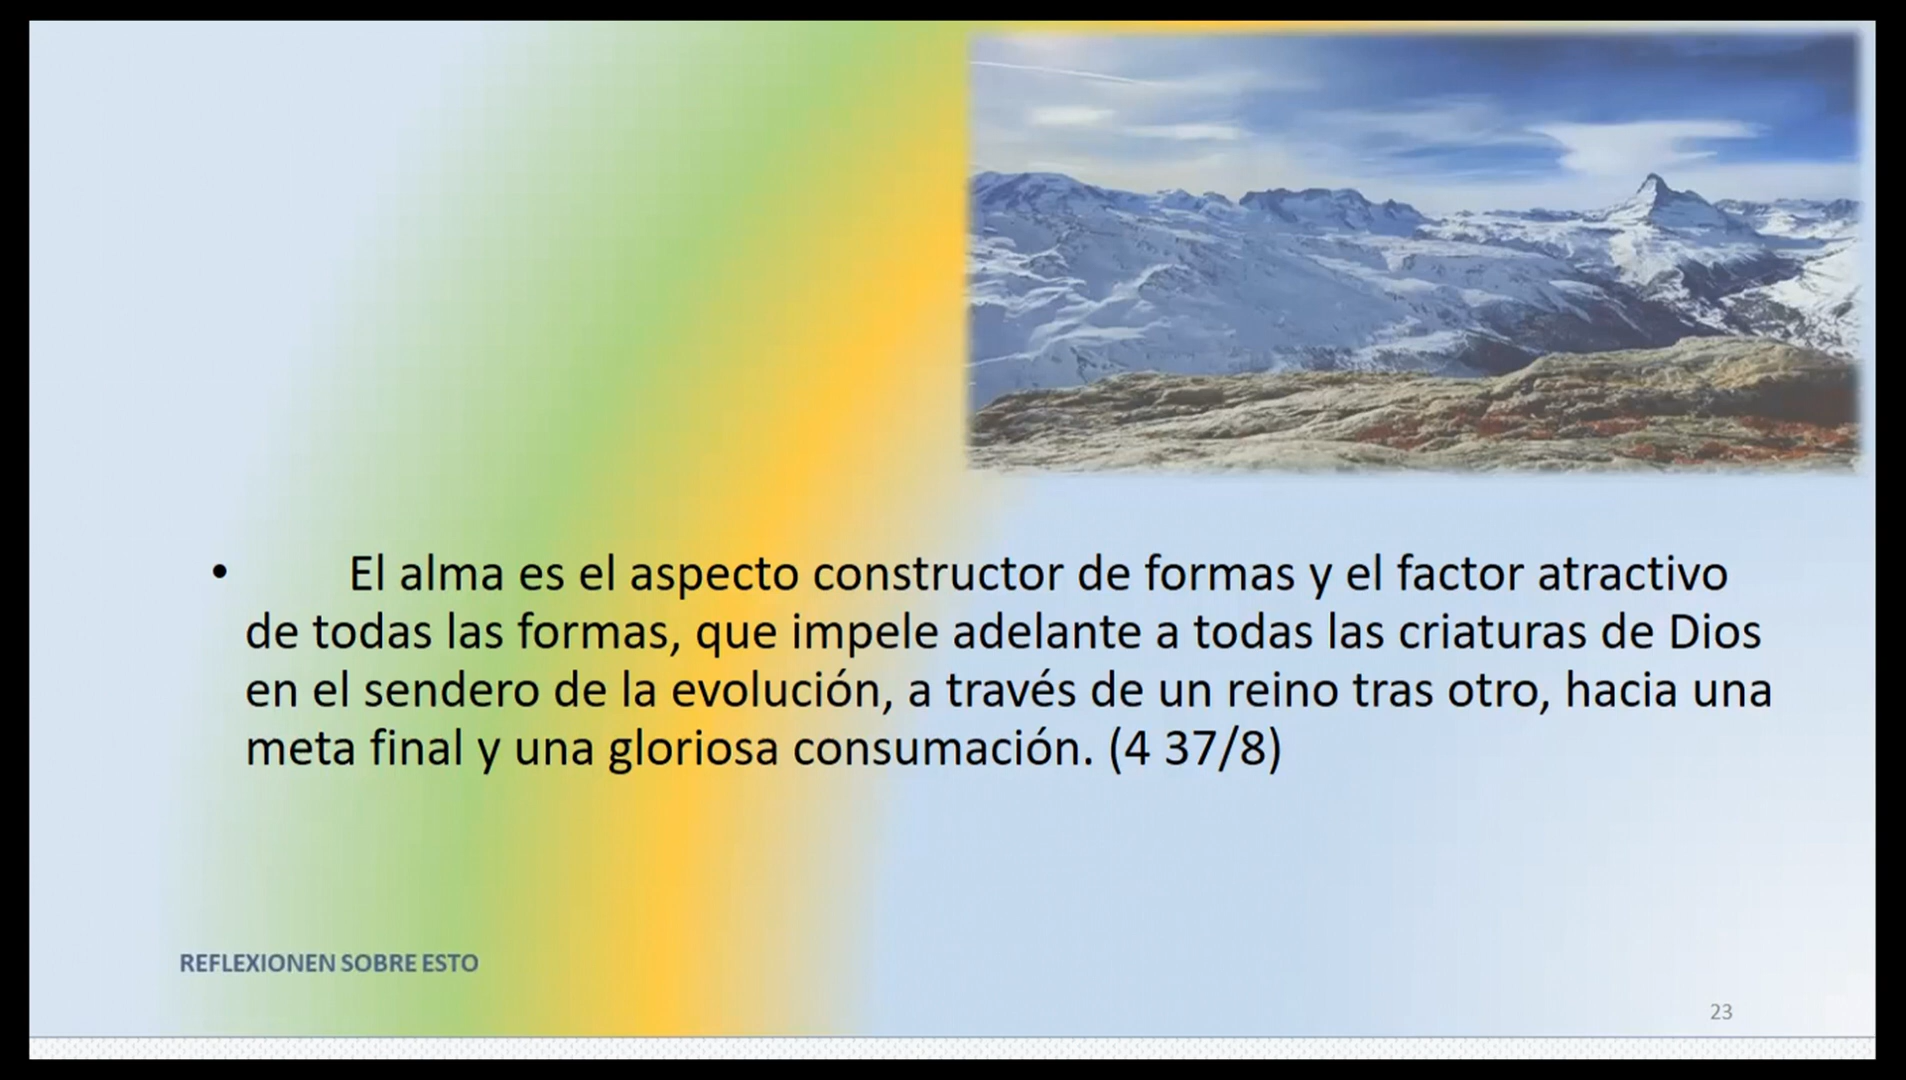 • El alma es el aspecto constructor de formas y el factor atractivo
de todas las formas, que impele adelante a todas las criaturas de Dios
en el sendero de la evolución, a través de un reino tras otro, hacia una
meta final y una gloriosa consumación. (4 37/8)
REFLEXIONEN SOBRE ESTO
23